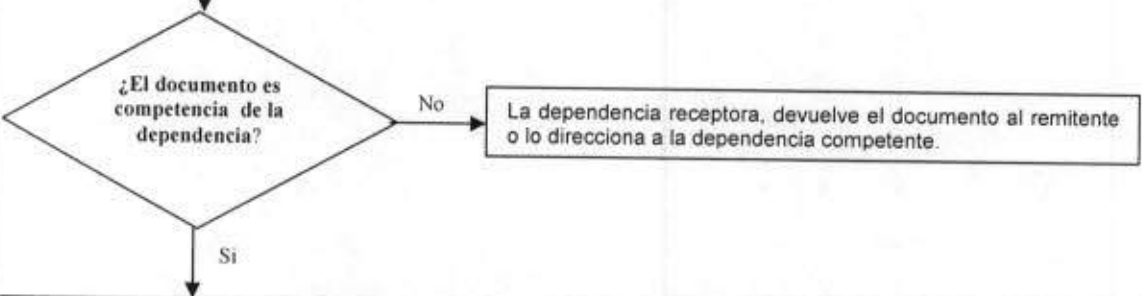 ¿El documento es
competencia de la
dependencia?
No
La dependencia receptora, devuelve el documento al remitente
o lo direcciona a la dependencia competente.
Si